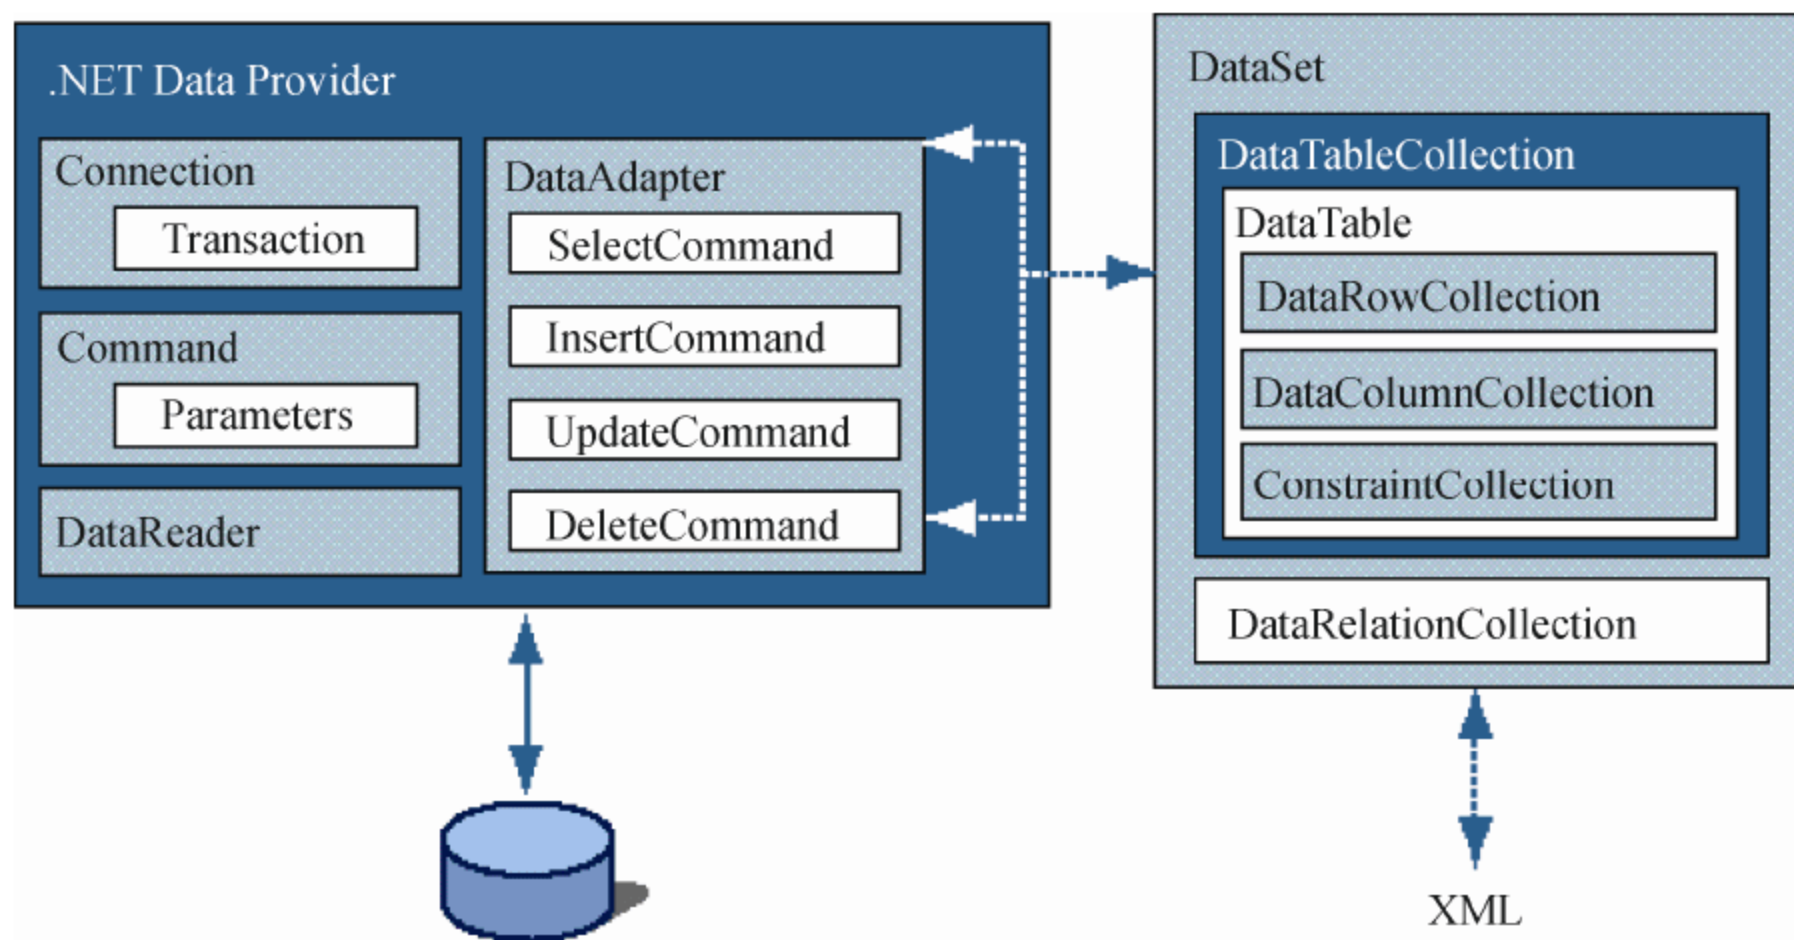 .NET Data Provider
Connection
Transaction
Command
Parameters
DataReader
DataAdapter
SelectCommand
InsertCommand
UpdateCommand
DeleteCommand
DataSet
DataTableCollection
DataTable
DataRowCollection
DataColumnCollection
ConstraintCollection
DataRelationCollection
XML